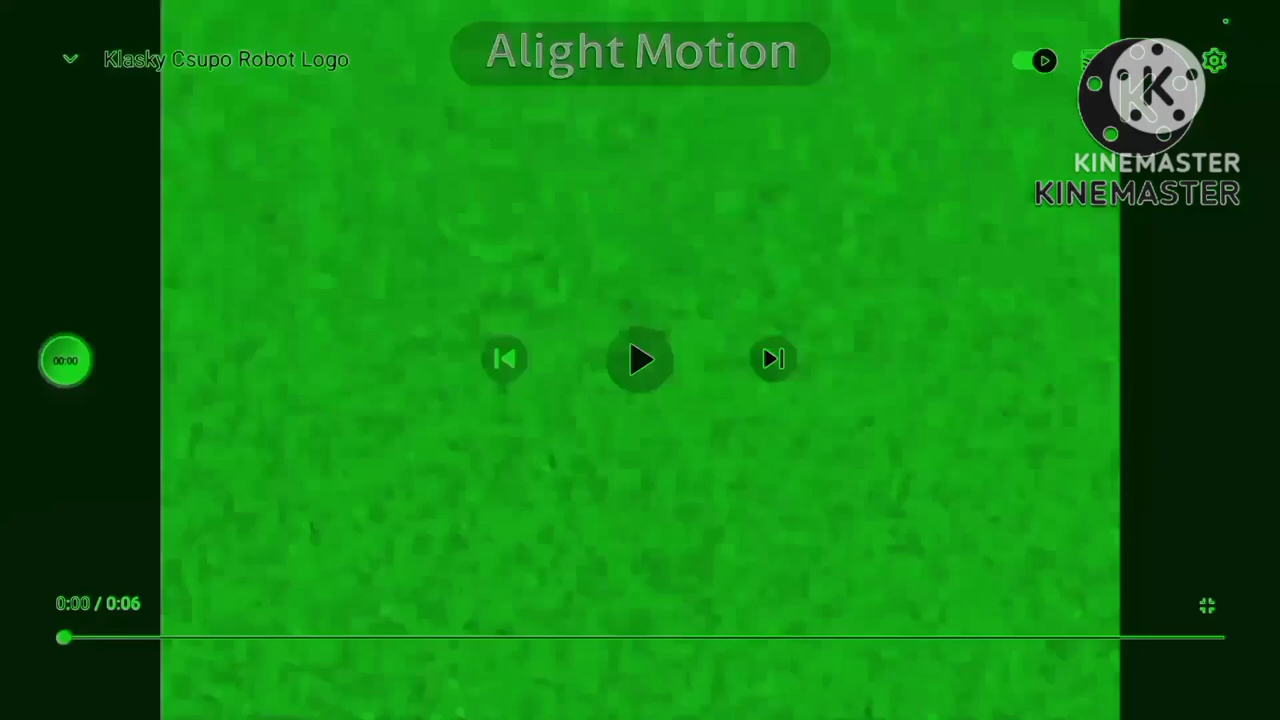 Alight Motion
Klasky Csupo Robot Logo
K
KINEMASTER
KINEMASTER
00:00
0:00 / 0:06